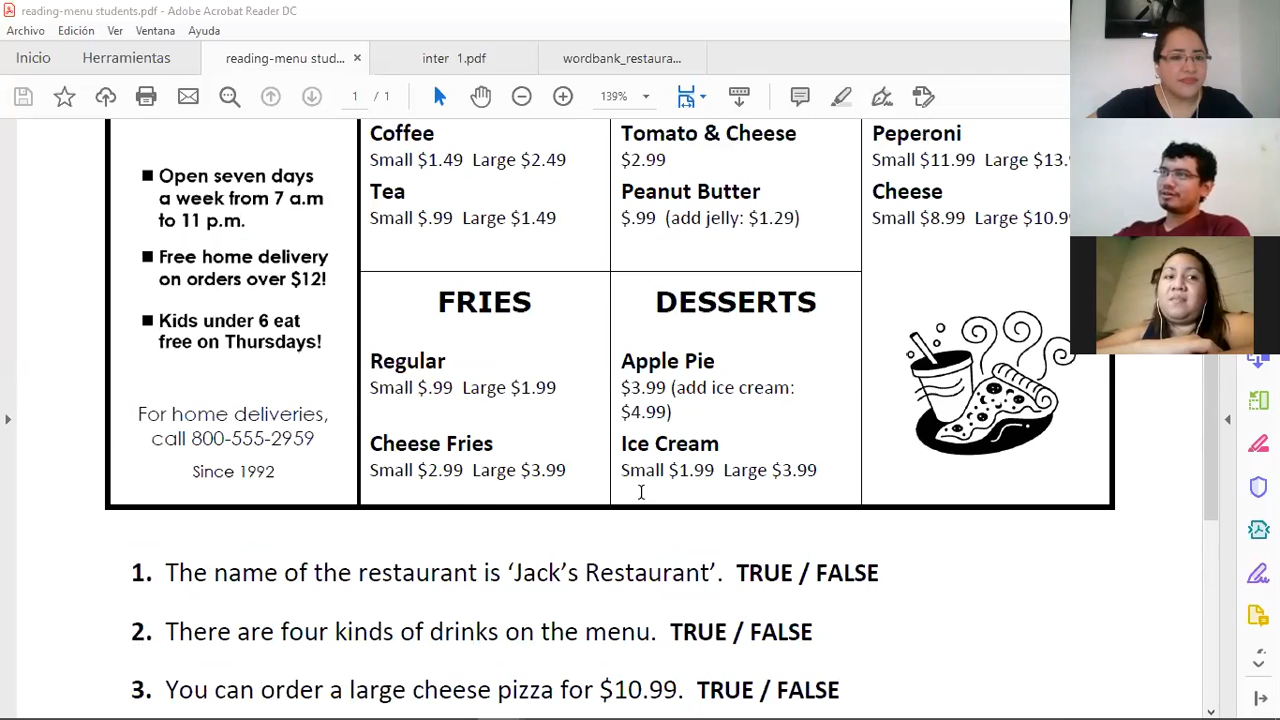 reading-menu students.pdf - Adobe Acrobat Reader DC
Archivo Edición Ver Ventana Ayuda
Inicio Herramientas reading-menu stud... × inter 1.pdf wordbank_restaura...
1 / 1 139%
■ Open seven days
a week from 7 a.m
to 11 p.m.
■ Free home delivery
on orders over $12!
■ Kids under 6 eat
free on Thursdays!
For home deliveries,
call 800-555-2959
Since 1992
Coffee
Small $1.49 Large $2.49
Tea
Small $.99 Large $1.49
Tomato & Cheese
$2.99
Peanut Butter
$.99 (add jelly: $1.29)
Peperoni
Small $11.99 Large $13.
Cheese
Small $8.99 Large $10.9
FRIES
Regular
Small $.99 Large $1.99
Cheese Fries
Small $2.99 Large $3.99
DESSERTS
Apple Pie
$3.99 (add ice cream:
$4.99)
Ice Cream
Small $1.99 Large $3.99
1. The name of the restaurant is ‘Jack’s Restaurant’. TRUE / FALSE
2. There are four kinds of drinks on the menu. TRUE / FALSE
3. You can order a large cheese pizza for $10.99. TRUE / FALSE